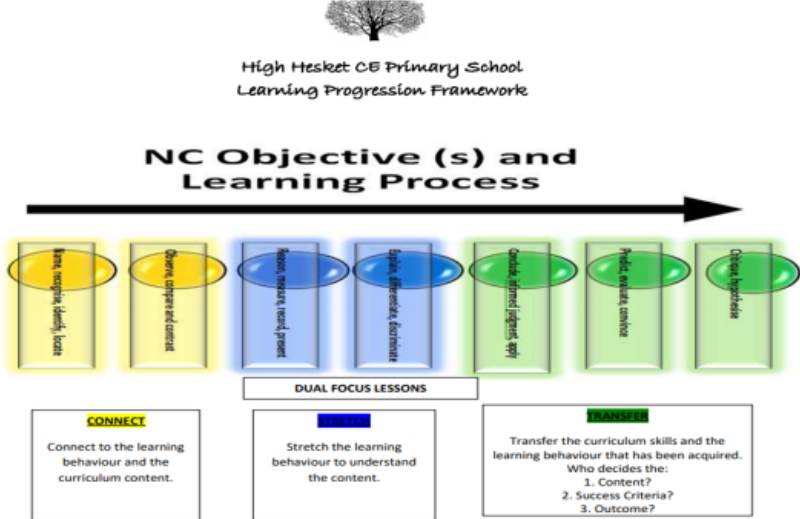 High Hesket CE Primary School
Learning Progression Framework
NC Objective (s) and
Learning Process
Name, recognise, identify, locate
Observe, compare and contrast
Reason, measure, record, present
Explain, differentiate, discriminate
Conclude, informed judgment, apply
Predict, evaluate, convince
Critique, hypothesise
DUAL FOCUS LESSONS
CONNECT
Connect to the learning
behaviour and the
curriculum content.
STRETCH
Stretch the learning
behaviour to understand
the content.
TRANSFER
Transfer the curriculum skills and the
learning behaviour that has been acquired.
Who decides the:
1. Content?
2. Success Criteria?
3. Outcome?